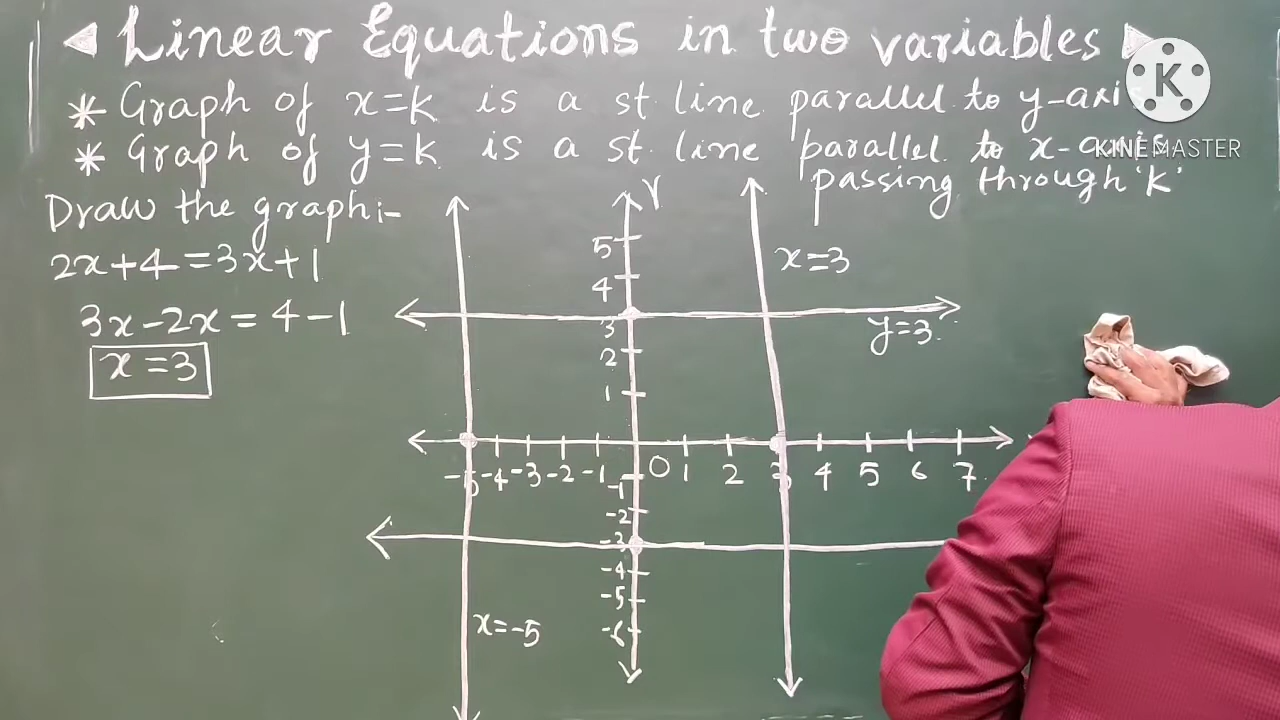 Linear Equations in two variables
* Graph of x=k is a st line parallel to y-axis
* Graph of y=k is a st line parallel to x-axis
passing through 'k'
Draw the graph:-
2x+4=3x+1
3x-2x=4-1
x=3
Y
5
4
3
2
1
x=3
y=3
-5 -4 -3 -2 -1 0 1 2 3 4 5 6 7
-1
-2
-3
-4
-5
-6
x=-5
K
KINEMASTER